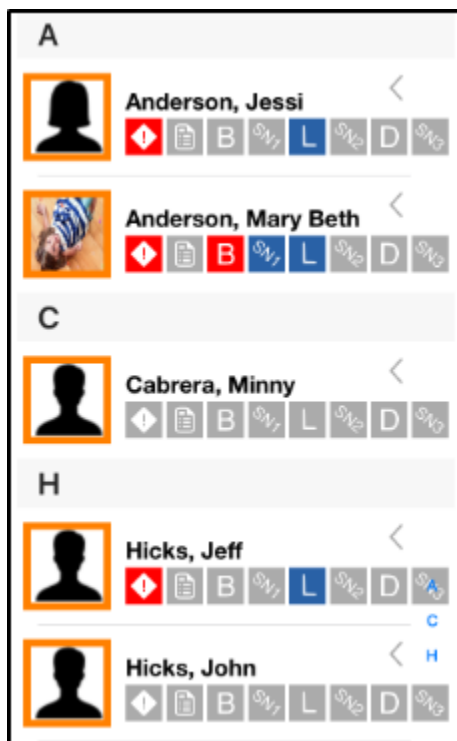 A
Anderson, Jessi
! B SN1 L SN2 D SN3
Anderson, Mary Beth
! B SN1 L SN2 D SN3
C
Cabrera, Minny
! B SN1 L SN2 D SN3
H
Hicks, Jeff
! B SN1 L SN2 D SN3
A
C
Hicks, John
H
! B SN1 L SN2 D SN3